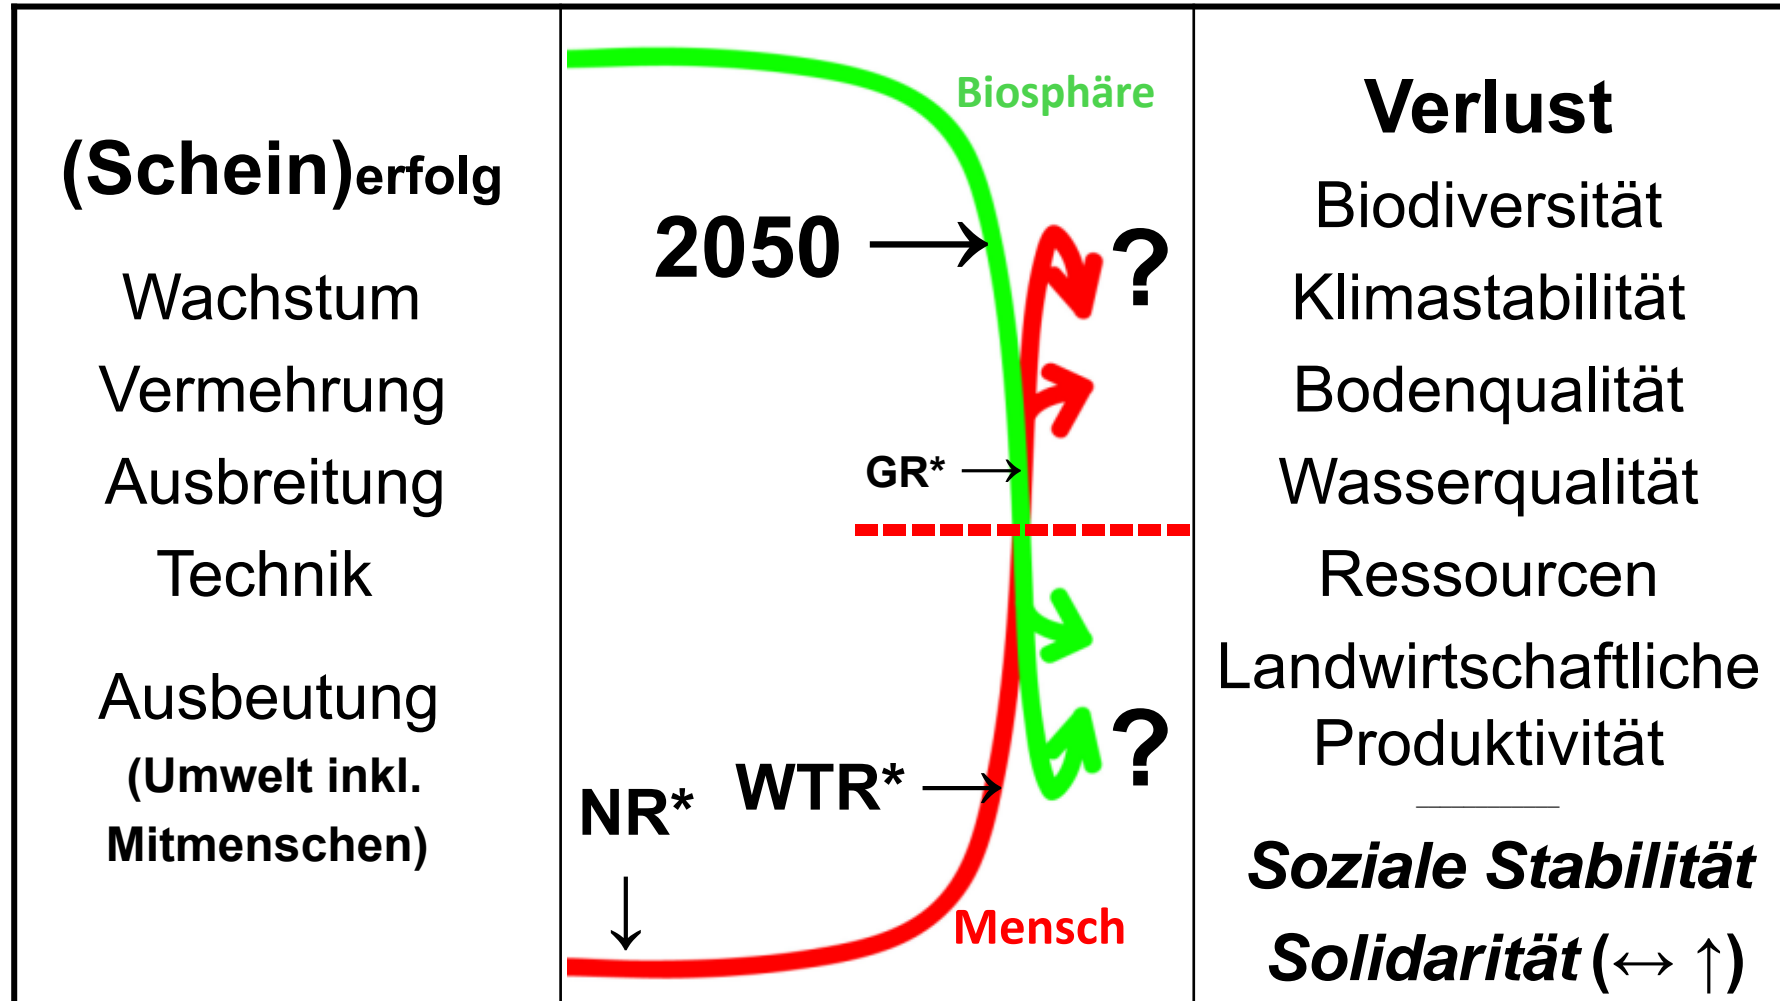 (Schein)erfolg
Wachstum
Vermehrung
Ausbreitung
Technik
Ausbeutung
(Umwelt inkl.
Mitmenschen)
Biosphäre
2050 →
?
GR* →
?
WTR* →
NR*
↓
Mensch
Verlust
Biodiversität
Klimastabilität
Bodenqualität
Wasserqualität
Ressourcen
Landwirtschaftliche
Produktivität
Soziale Stabilität
Solidarität (↔ ↑)